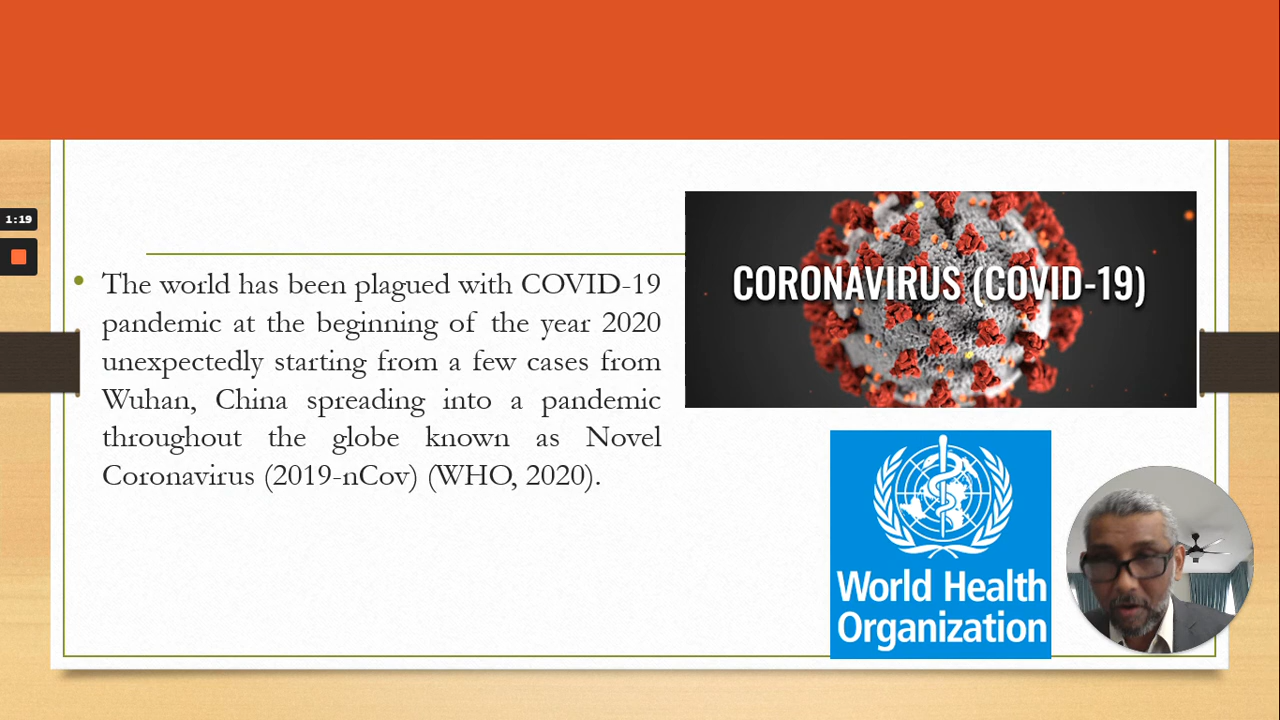 1:19
The world has been plagued with COVID-19
pandemic at the beginning of the year 2020
unexpectedly starting from a few cases from
Wuhan, China spreading into a pandemic
throughout the globe known as Novel
Coronavirus (2019-nCov) (WHO, 2020).
CORONAVIRUS (COVID-19)
World Health
Organization